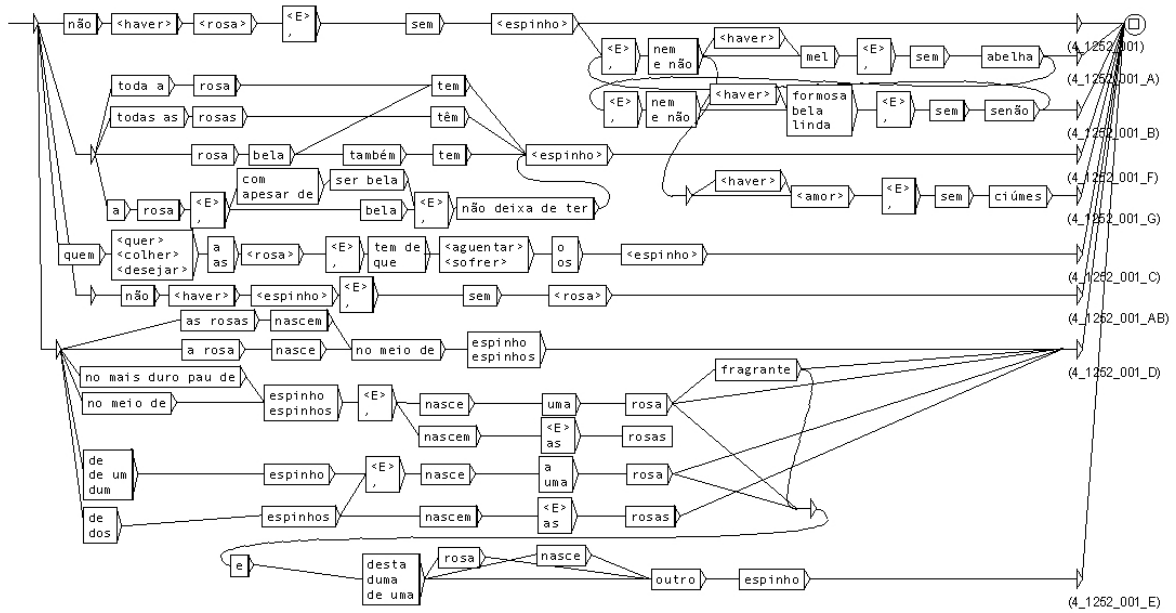 não <haver> <rosa> <E> , sem <espinho>
<E> , nem e não <haver> mel <E> , sem abelha
(4_1252_001)
(4_1252_001_A)
<E> , nem e não <haver> formosa bela linda <E> , sem senão
(4_1252_001_B)
toda a rosa tem
todas as rosas têm
rosa bela também tem <espinho>
(4_1252_001_F)
<haver> <amor> <E> , sem ciúmes
(4_1252_001_G)
a rosa <E> , com apesar de ser bela bela <E> , não deixa de ter
quem <quer> <colher> <desejar> a as <rosa> <E> , tem de que <aguentar> <sofrer> o os <espinho>
(4_1252_001_C)
não <haver> <espinho> <E> , sem <rosa>
(4_1252_001_AB)
as rosas nascem
a rosa nasce no meio de espinho espinhos
(4_1252_001_D)
no mais duro pau de
no meio de espinho espinhos <E> , nasce uma rosa fragrante
nascem <E> as rosas
de de um dum espinho <E> , nasce a uma rosa
de dos espinhos nascem <E> as rosas
e desta duma de uma rosa nasce outro espinho
(4_1252_001_E)